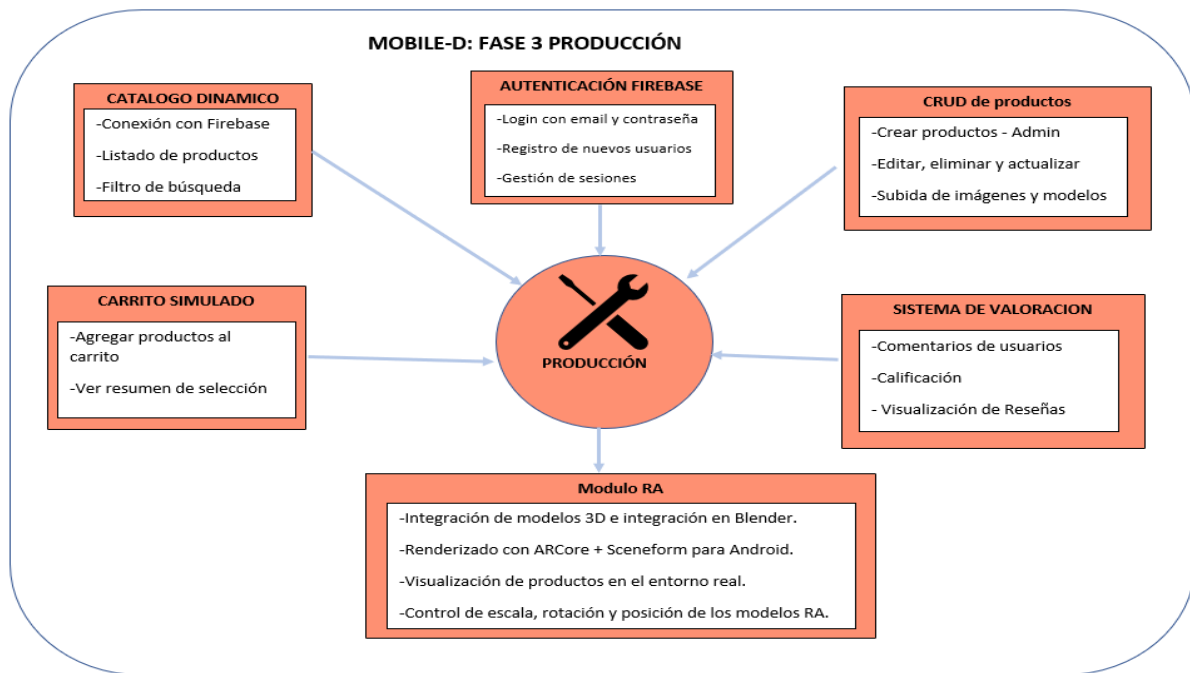 MOBILE-D: FASE 3 PRODUCCIÓN
CATALOGO DINAMICO
-Conexión con Firebase
-Listado de productos
-Filtro de búsqueda
AUTENTICACIÓN FIREBASE
-Login con email y contraseña
-Registro de nuevos usuarios
-Gestión de sesiones
CRUD de productos
-Crear productos - Admin
-Editar, eliminar y actualizar
-Subida de imágenes y modelos
CARRITO SIMULADO
-Agregar productos al
carrito
-Ver resumen de selección
PRODUCCIÓN
SISTEMA DE VALORACION
-Comentarios de usuarios
-Calificación
- Visualización de Reseñas
Modulo RA
-Integración de modelos 3D e integración en Blender.
-Renderizado con ARCore + Sceneform para Android.
-Visualización de productos en el entorno real.
-Control de escala, rotación y posición de los modelos RA.